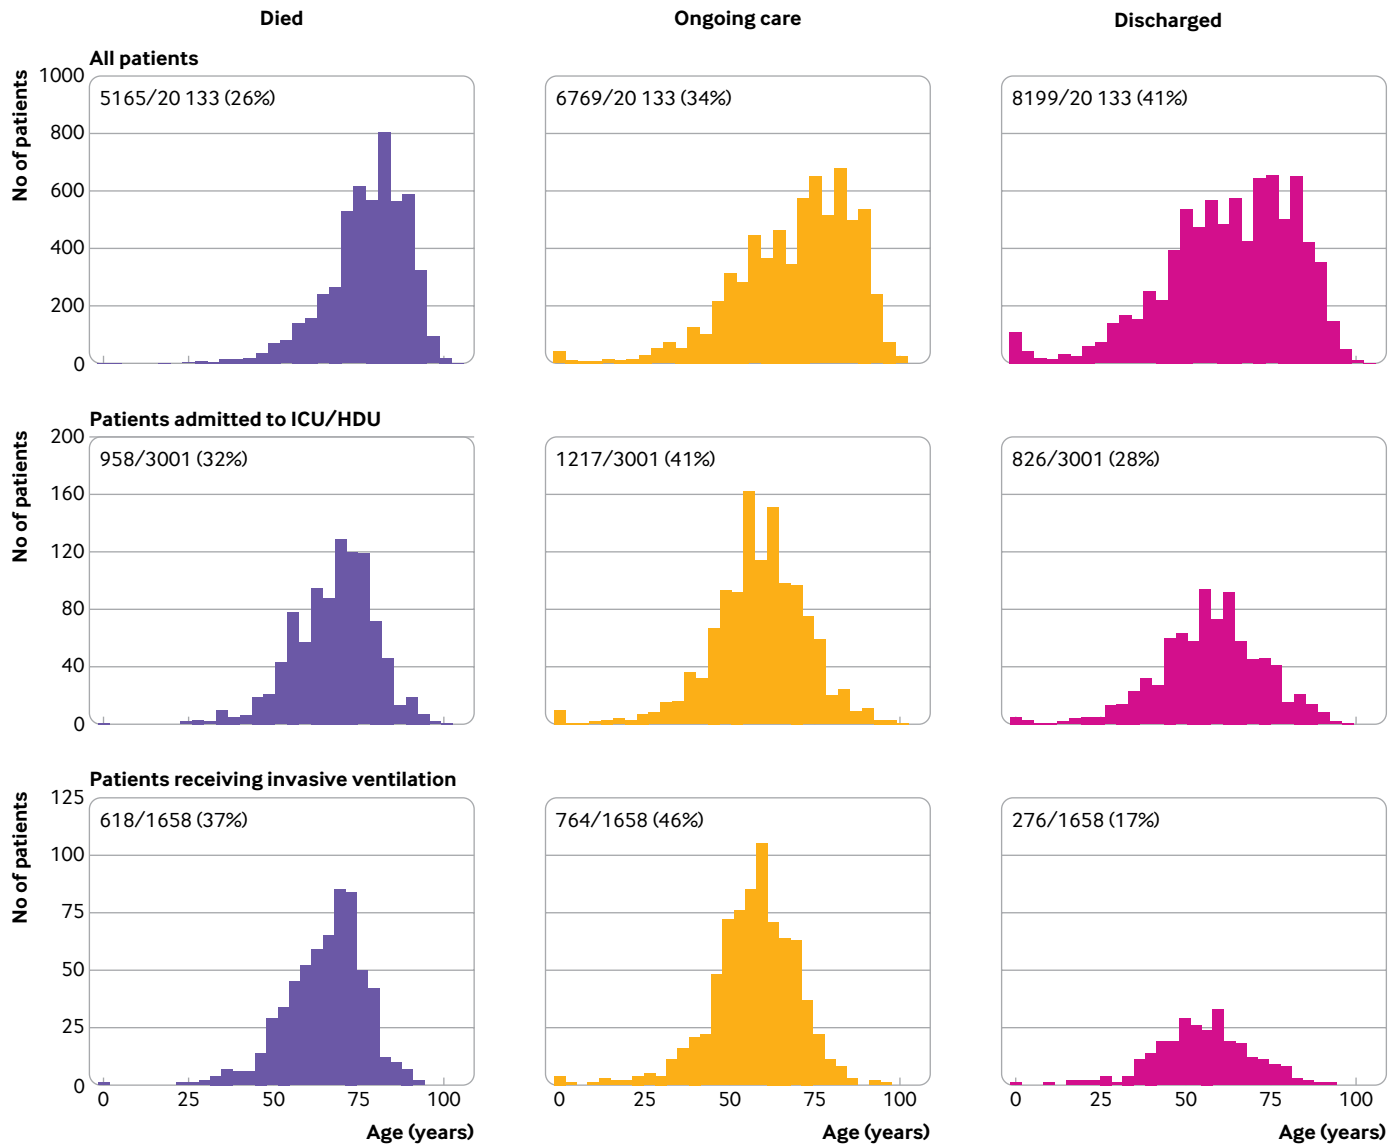 Died Ongoing care Discharged
All patients
No of patients
1000
800
600
400
200
0
5165/20 133 (26%) 6769/20 133 (34%) 8199/20 133 (41%)
Patients admitted to ICU/HDU
No of patients
200
160
120
80
40
0
958/3001 (32%) 1217/3001 (41%) 826/3001 (28%)
Patients receiving invasive ventilation
No of patients
125
100
75
50
25
0
618/1658 (37%) 764/1658 (46%) 276/1658 (17%)
0 25 50 75 100 0 25 50 75 100 0 25 50 75 100
Age (years) Age (years) Age (years)